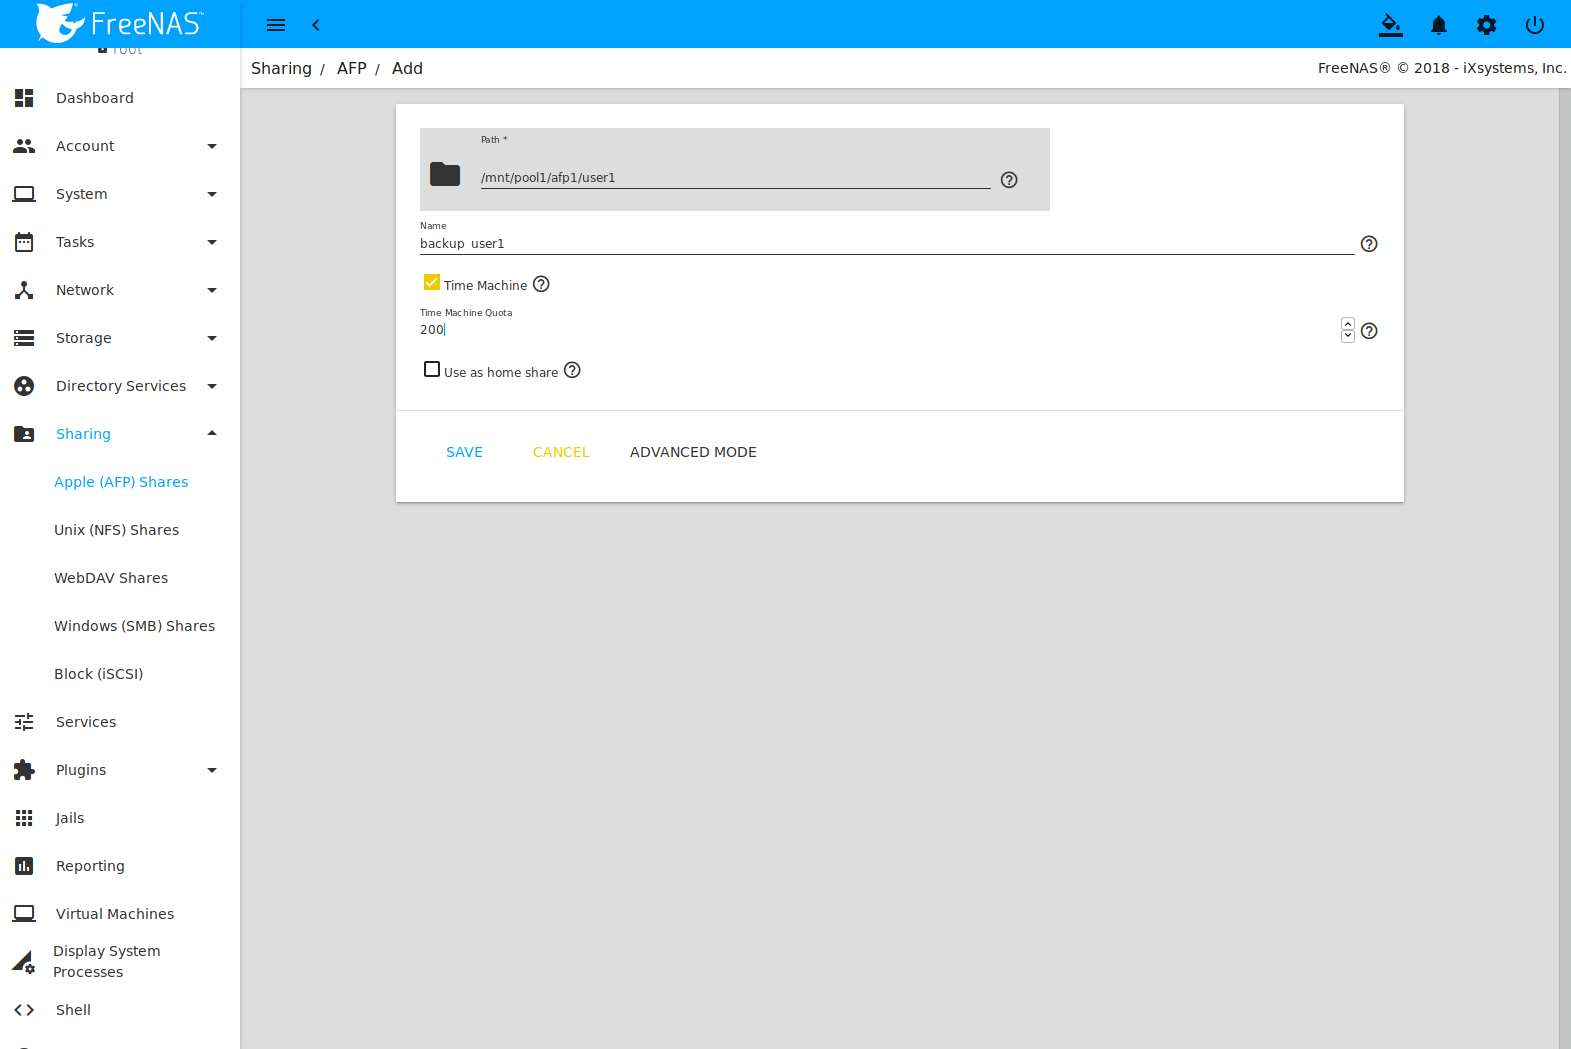 FreeNAS™
root
Dashboard
Account
System
Tasks
Network
Storage
Directory Services
Sharing
Apple (AFP) Shares
Unix (NFS) Shares
WebDAV Shares
Windows (SMB) Shares
Block (iSCSI)
Services
Plugins
Jails
Reporting
Virtual Machines
Display System
Processes
Shell
Sharing / AFP / Add
FreeNAS® © 2018 - iXsystems, Inc.
Path *
/mnt/pool1/afp1/user1
Name
backup_user1
Time Machine
Time Machine Quota
200
Use as home share
SAVE CANCEL ADVANCED MODE